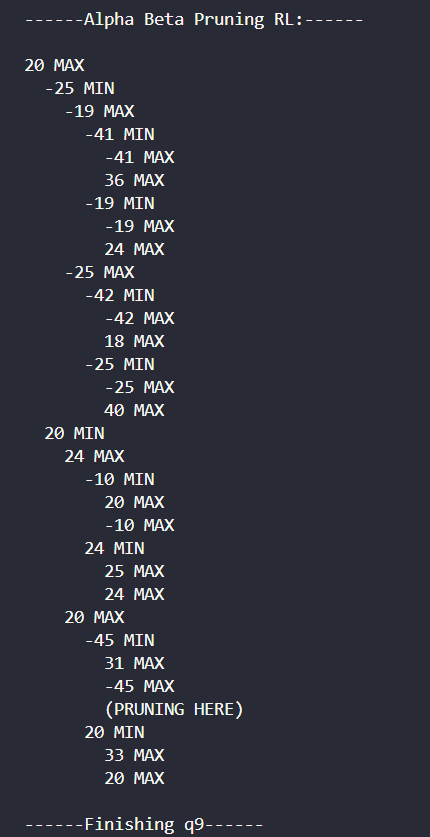 ------Alpha Beta Pruning RL:------
20 MAX
-25 MIN
-19 MAX
-41 MIN
-41 MAX
36 MAX
-19 MIN
-19 MAX
24 MAX
-25 MAX
-42 MIN
-42 MAX
18 MAX
-25 MIN
-25 MAX
40 MAX
20 MIN
24 MAX
-10 MIN
20 MAX
-10 MAX
24 MIN
25 MAX
24 MAX
20 MAX
-45 MIN
31 MAX
-45 MAX
(PRUNING HERE)
20 MIN
33 MAX
20 MAX
------Finishing q9------